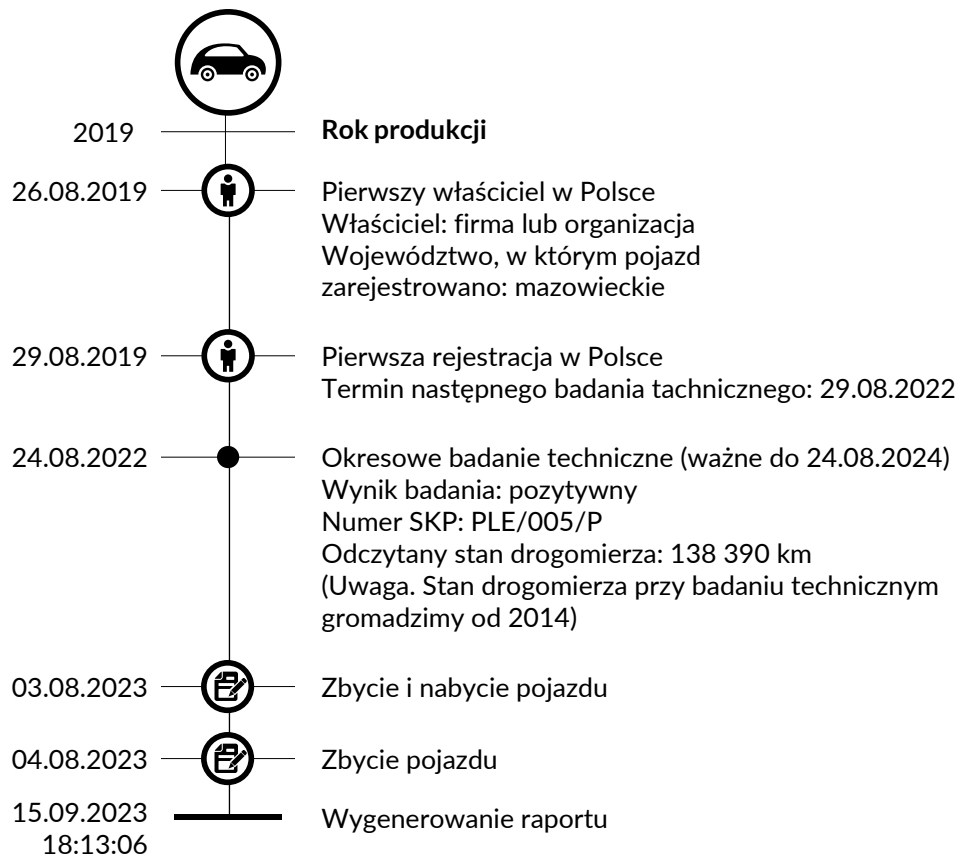 2019
Rok produkcji
26.08.2019
Pierwszy właściciel w Polsce
Właściciel: firma lub organizacja
Województwo, w którym pojazd
zarejestrowano: mazowieckie
29.08.2019
Pierwsza rejestracja w Polsce
Termin następnego badania tachnicznego: 29.08.2022
24.08.2022
Okresowe badanie techniczne (ważne do 24.08.2024)
Wynik badania: pozytywny
Numer SKP: PLE/005/P
Odczytany stan drogomierza: 138 390 km
(Uwaga. Stan drogomierza przy badaniu technicznym
gromadzimy od 2014)
03.08.2023
Zbycie i nabycie pojazdu
04.08.2023
Zbycie pojazdu
15.09.2023
18:13:06
Wygenerowanie raportu